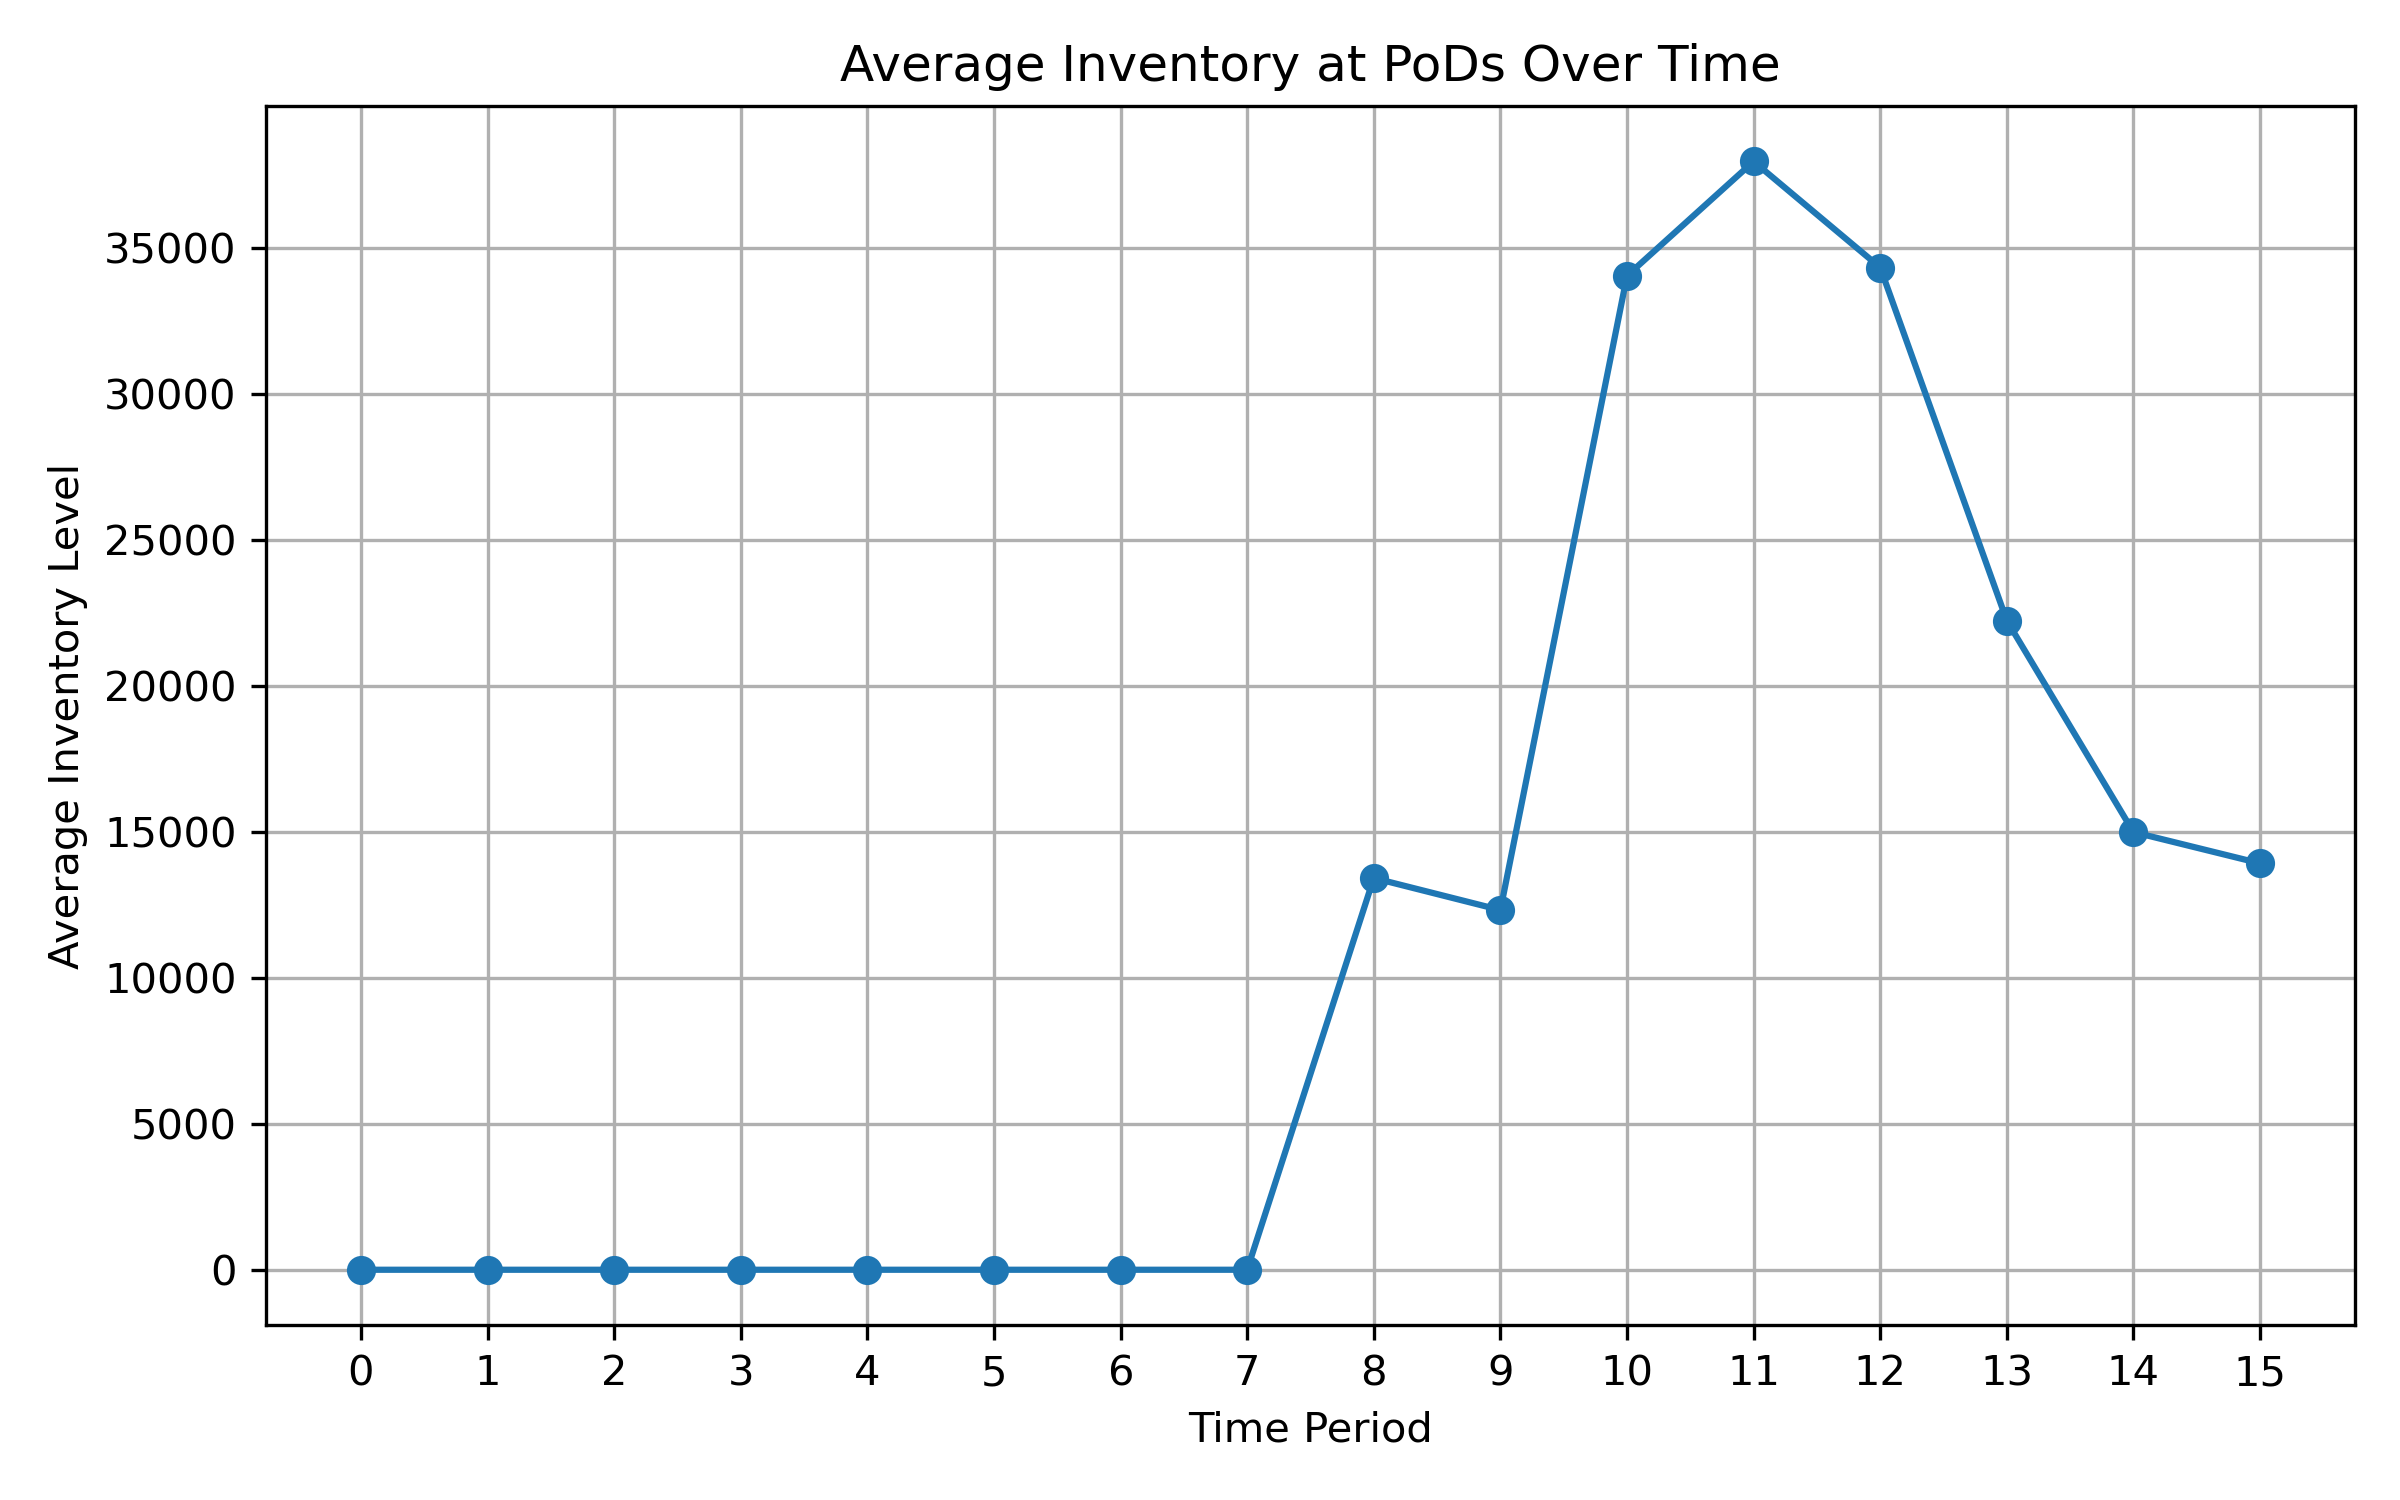 Average Inventory at PoDs Over Time
Average Inventory Level
35000
30000
25000
20000
15000
10000
5000
0
0 1 2 3 4 5 6 7 8 9 10 11 12 13 14 15
Time Period